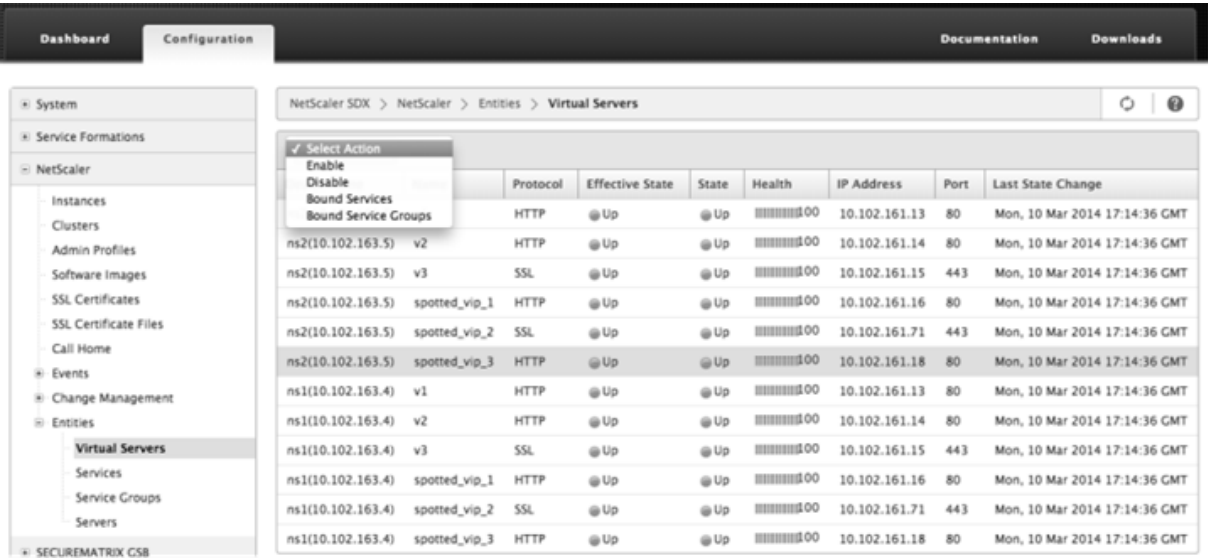 Dashboard Configuration Documentation Downloads
System
Service Formations
NetScaler
Instances
Clusters
Admin Profiles
Software Images
SSL Certificates
SSL Certificate Files
Call Home
Events
Change Management
Entities
Virtual Servers
Services
Service Groups
Servers
SECUREMATRIX GSB
NetScaler SDX > NetScaler > Entities > Virtual Servers
✓ Select Action
Enable
Disable
Bound Services
Bound Service Groups
Protocol Effective State State Health IP Address Port Last State Change
HTTP Up Up 100 10.102.161.13 80 Mon, 10 Mar 2014 17:14:36 GMT
ns2(10.102.163.5) v2 HTTP Up Up 100 10.102.161.14 80 Mon, 10 Mar 2014 17:14:36 GMT
ns2(10.102.163.5) v3 SSL Up Up 100 10.102.161.15 443 Mon, 10 Mar 2014 17:14:36 GMT
ns2(10.102.163.5) spotted_vip_1 HTTP Up Up 100 10.102.161.16 80 Mon, 10 Mar 2014 17:14:36 GMT
ns2(10.102.163.5) spotted_vip_2 SSL Up Up 100 10.102.161.71 443 Mon, 10 Mar 2014 17:14:36 GMT
ns2(10.102.163.5) spotted_vip_3 HTTP Up Up 100 10.102.161.18 80 Mon, 10 Mar 2014 17:14:36 GMT
ns1(10.102.163.4) v1 HTTP Up Up 100 10.102.161.13 80 Mon, 10 Mar 2014 17:14:36 GMT
ns1(10.102.163.4) v2 HTTP Up Up 100 10.102.161.14 80 Mon, 10 Mar 2014 17:14:36 GMT
ns1(10.102.163.4) v3 SSL Up Up 100 10.102.161.15 443 Mon, 10 Mar 2014 17:14:36 GMT
ns1(10.102.163.4) spotted_vip_1 HTTP Up Up 100 10.102.161.16 80 Mon, 10 Mar 2014 17:14:36 GMT
ns1(10.102.163.4) spotted_vip_2 SSL Up Up 100 10.102.161.71 443 Mon, 10 Mar 2014 17:14:36 GMT
ns1(10.102.163.4) spotted_vip_3 HTTP Up Up 100 10.102.161.18 80 Mon, 10 Mar 2014 17:14:36 GMT